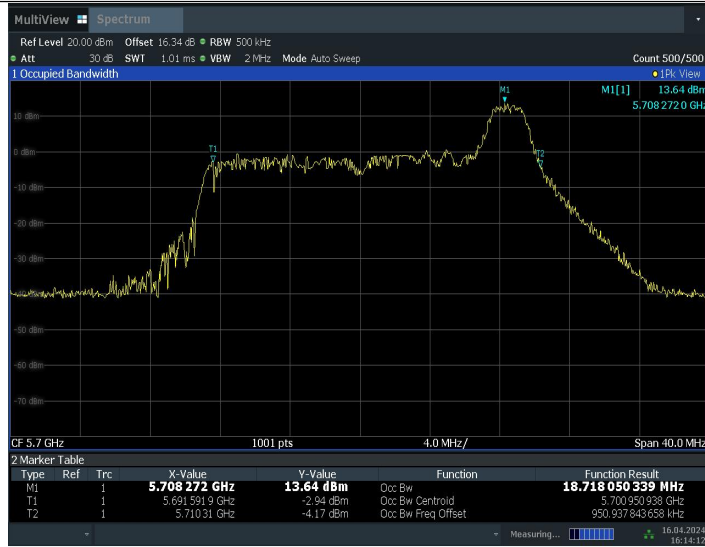 MultiView Spectrum
Ref Level 20.00 dBm Offset 16.34 dB RBW 500 kHz
Att 30 dB SWT 1.01 ms VBW 2 MHz Mode Auto Sweep Count 500/500
1 Occupied Bandwidth 1Pk View
M1 M1[1] 13.64 dBm
5.708 272 0 GHz
10 dBm
T1 T2
0 dBm
-10 dBm
-20 dBm
-30 dBm
-50 dBm
-60 dBm
-70 dBm
CF 5.7 GHz 1001 pts 4.0 MHz/ Span 40.0 MHz
2 Marker Table
Type Ref Trc X-Value Y-Value Function Function Result
M1 1 5.708 272 GHz 13.64 dBm Occ Bw 18.718 050 339 MHz
T1 1 5.691 591 9 GHz -2.94 dBm Occ Bw Centroid 5.700 950 938 GHz
T2 1 5.710 31 GHz -4.17 dBm Occ Bw Freq Offset 950.937 843 658 kHz
Measuring... 16.04.2024
16:14:12